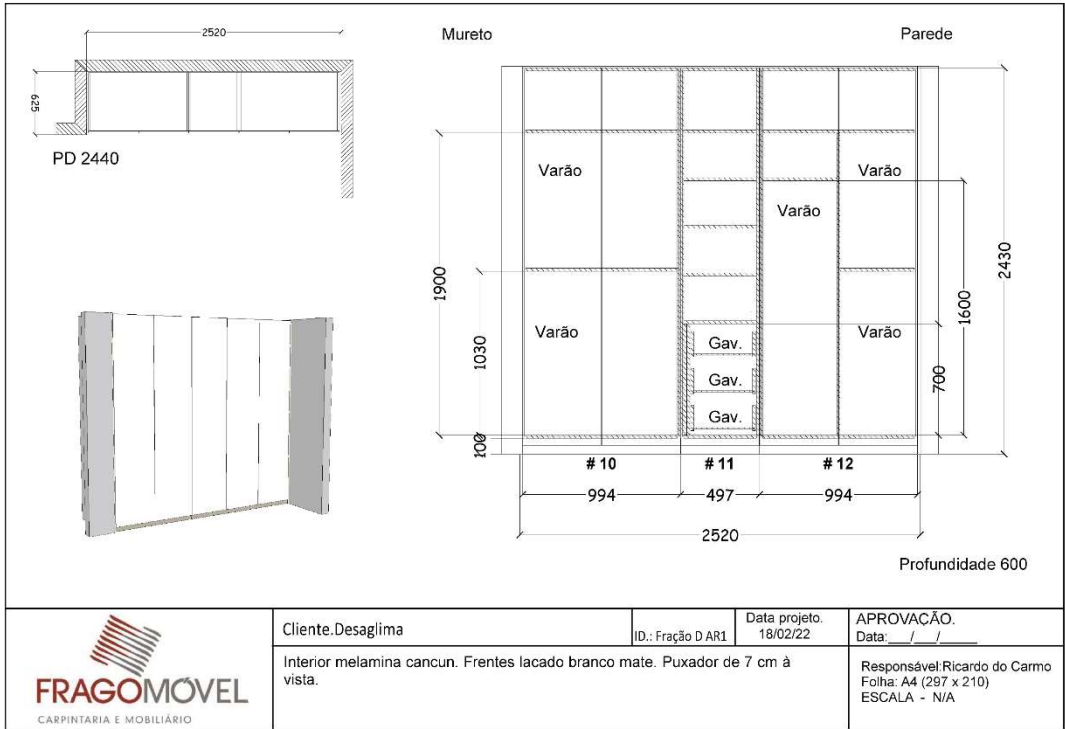 2520
625
PD 2440
Mureto
Parede
Varão
Varão
Varão
Varão
Varão
Gav.
Gav.
Gav.
1900
1030
100
2430
1600
700
# 10
# 11
# 12
994
497
994
2520
Profundidade 600
FRAGOMÓVEL
CARPINTARIA E MOBILIÁRIO
Cliente.Desaglima
ID.: Fração D AR1
Data projeto.
18/02/22
APROVAÇÃO.
Data:___/___/_____
Interior melamina cancun. Frentes lacado branco mate. Puxador de 7 cm à
vista.
Responsável:Ricardo do Carmo
Folha: A4 (297 x 210)
ESCALA - N/A